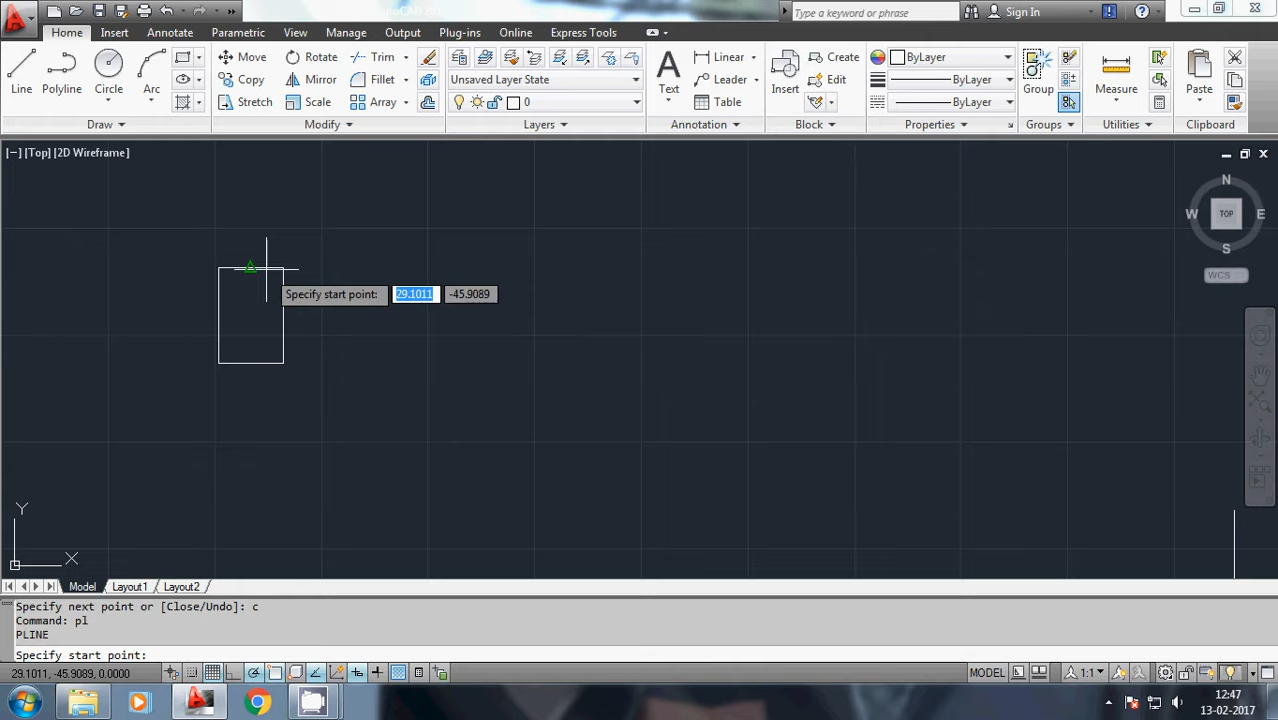 Type a keyword or phrase
Sign In
Home Insert Annotate Parametric View Manage Output Plug-ins Online Express Tools
Line
Polyline
Circle
Arc
Draw
Move Rotate Trim
Copy Mirror Fillet
Stretch Scale Array
Modify
Unsaved Layer State
0
Layers
Text
Linear
Leader
Table
Annotation
Insert
Create
Edit
Block
ByLayer
ByLayer
ByLayer
Properties
Group
Groups
Measure
Utilities
Paste
Clipboard
[−] [Top] [2D Wireframe]
N
W TOP E
S
WCS
Specify start point: 29.1011 -45.9089
Y
X
Model Layout1 Layout2
Specify next point or [Close/Undo]: c
Command: pl
PLINE
Specify start point:
29.1011, -45.9089, 0.0000
MODEL
1:1
12:47
13-02-2017